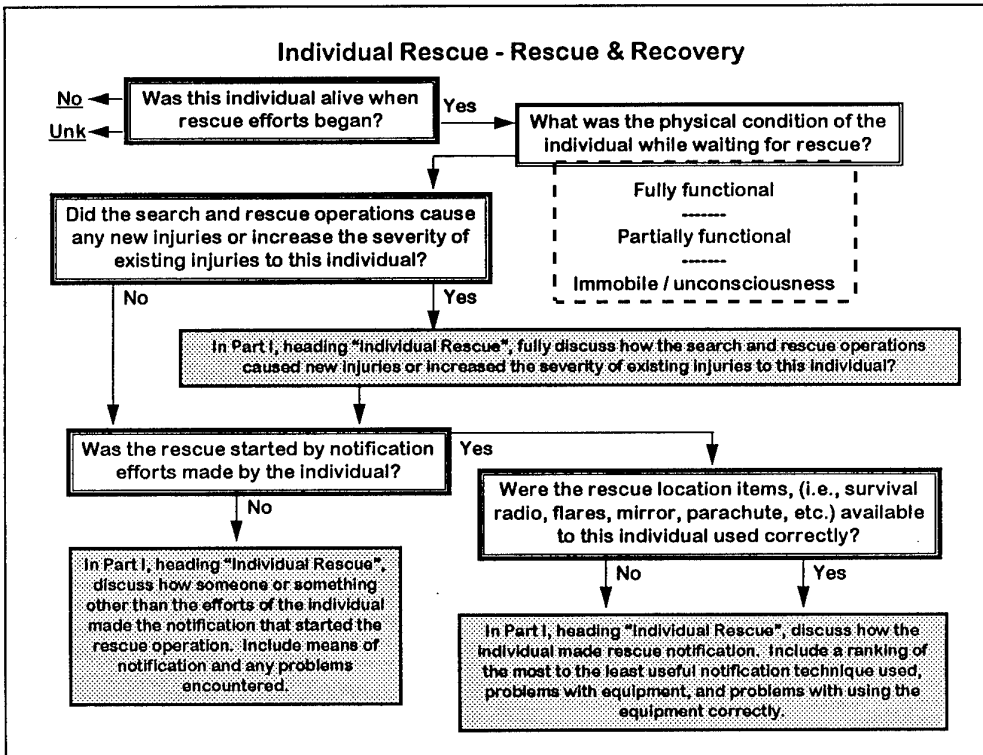 Individual Rescue - Rescue & Recovery
No
Unk
Was this individual alive when
rescue efforts began?
Yes
What was the physical condition of the
individual while waiting for rescue?
Fully functional
-------
Partially functional
-------
Immobile / unconsciousness
Did the search and rescue operations cause
any new injuries or increase the severity of
existing injuries to this individual?
No
Yes
In Part I, heading "Individual Rescue", fully discuss how the search and rescue operations
caused new injuries or increased the severity of existing injuries to this individual?
Was the rescue started by notification
efforts made by the individual?
Yes
No
Were the rescue location items, (i.e., survival
radio, flares, mirror, parachute, etc.) available
to this individual used correctly?
No
Yes
In Part I, heading "Individual Rescue",
discuss how someone or something
other than the efforts of the individual
made the notification that started the
rescue operation. Include means of
notification and any problems
encountered.
In Part I, heading "Individual Rescue", discuss how the
individual made rescue notification. Include a ranking of
the most to the least useful notification technique used,
problems with equipment, and problems with using the
equipment correctly.